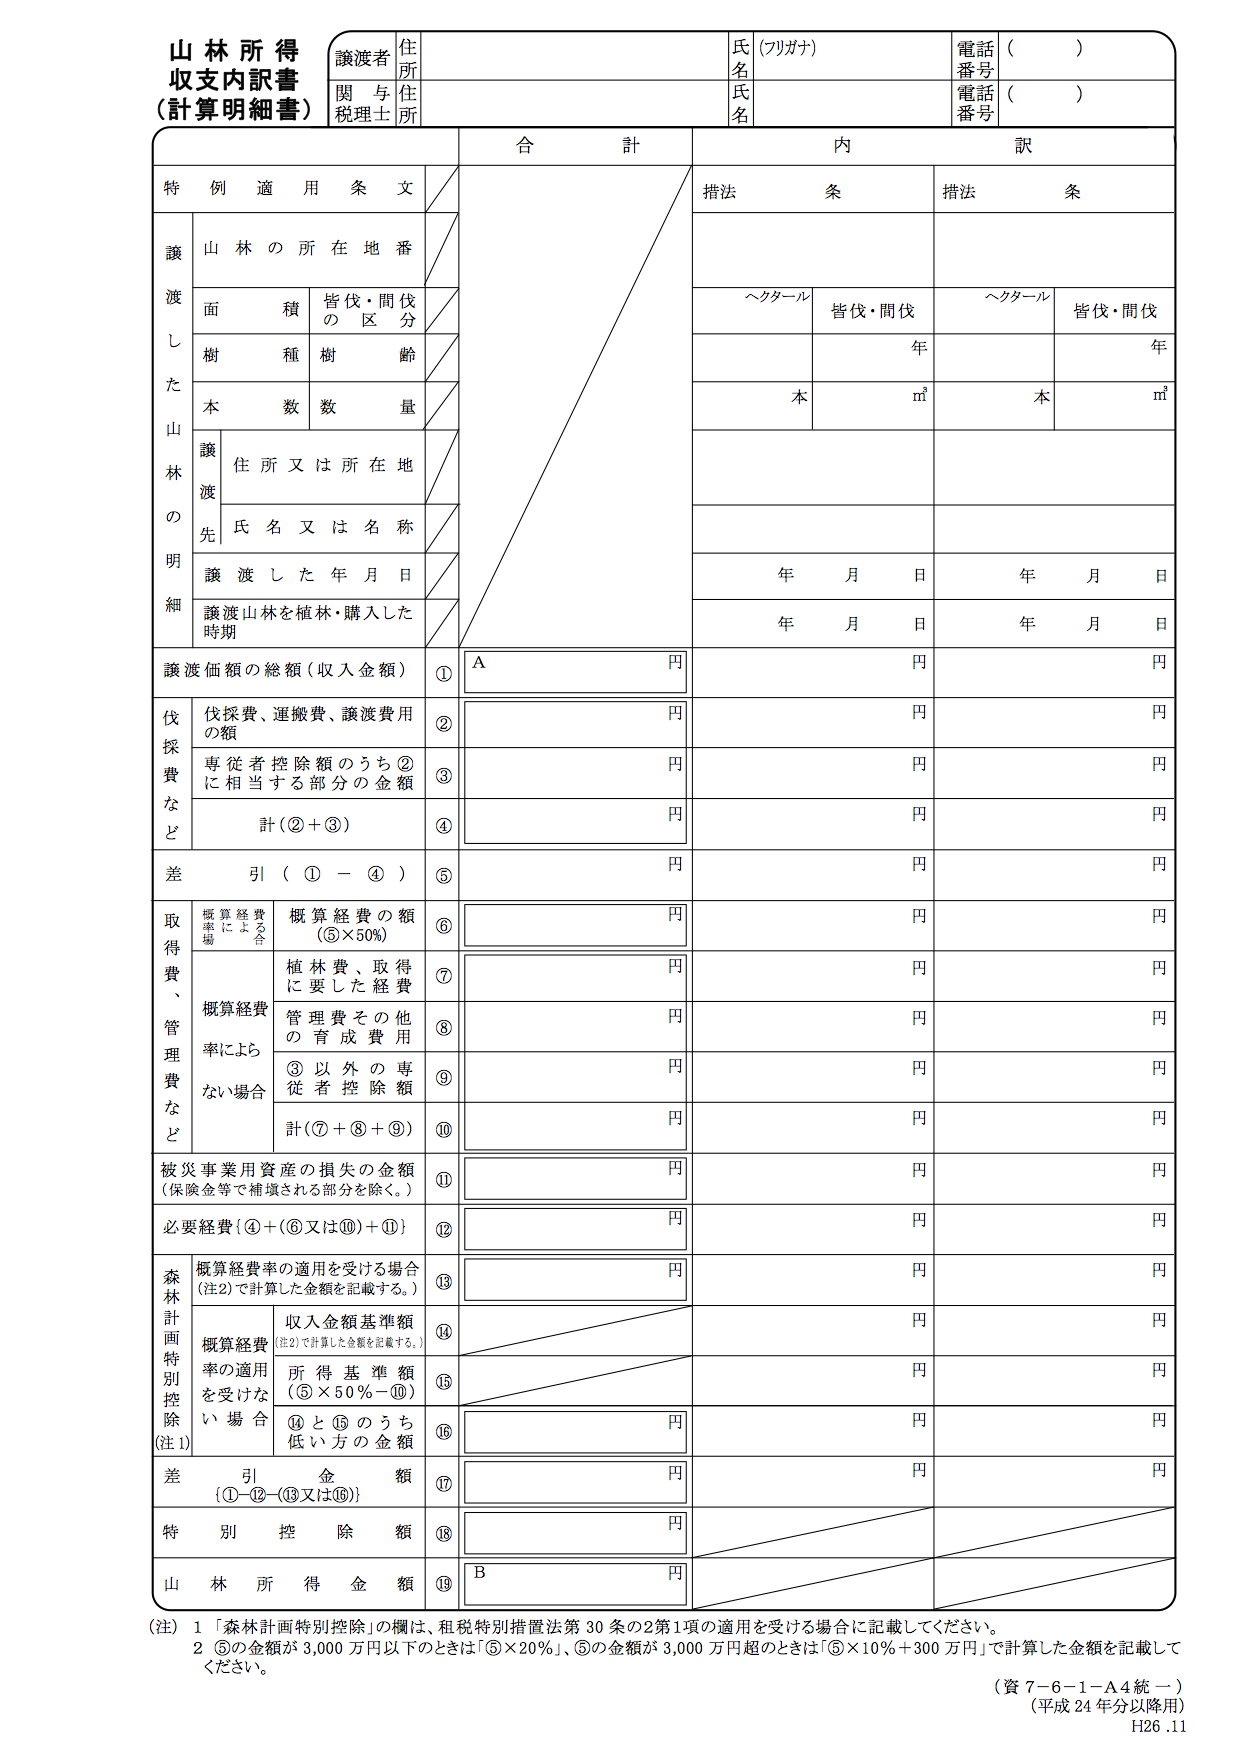 山林所得
収支内訳書
（計算明細書）
譲渡者 住所 氏名 (フリガナ) 電話番号 （　　）
関与税理士 住所 氏名 電話番号 （　　）
合計 内訳
特例適用条文 措法 条 措法 条
譲渡した山林の明細
山林の所在地番
面積 皆伐・間伐の区分 ヘクタール 皆伐・間伐 ヘクタール 皆伐・間伐
樹種 樹齢 年 年
本数 数量 本 ㎥ 本 ㎥
譲渡先
住所又は所在地
氏名又は名称
譲渡した年月日 年 月 日 年 月 日
譲渡山林を植林・購入した
時期 年 月 日 年 月 日
譲渡価額の総額（収入金額） ① A 円 円 円
伐採費など
伐採費、運搬費、譲渡費用
の額 ② 円 円 円
専従者控除額のうち②
に相当する部分の金額 ③ 円 円 円
計（②＋③） ④ 円 円 円
差引（①－④） ⑤ 円 円 円
取得費、管理費など
概算経費率による場合
概算経費の額
（⑤×50%） ⑥ 円 円 円
概算経費
率によら
ない場合
植林費、取得
に要した経費 ⑦ 円 円 円
管理費その他
の育成費用 ⑧ 円 円 円
③以外の専
従者控除額 ⑨ 円 円 円
計（⑦＋⑧＋⑨） ⑩ 円 円 円
被災事業用資産の損失の金額
（保険金等で補塡される部分を除く。） ⑪ 円 円 円
必要経費｛④＋（⑥又は⑩）＋⑪｝ ⑫ 円 円 円
森林計画特別控除(注1)
概算経費率の適用を受ける場合
（注2）で計算した金額を記載する。） ⑬ 円 円 円
概算経費
率の適用
を受けな
い場合
収入金額基準額
（注2）で計算した金額を記載する。） ⑭ 円 円
所得基準額
（⑤×50％－⑩） ⑮ 円 円
⑭と⑮のうち
低い方の金額 ⑯ 円 円 円
差引金額
｛①－⑫－（⑬又は⑯）｝ ⑰ 円 円 円
特別控除額 ⑱ 円
山林所得金額 ⑲ B 円
（注） 1 「森林計画特別控除」の欄は、租税特別措置法第 30 条の2第1項の適用を受ける場合に記載してください。
2 ⑤の金額が 3,000 万円以下のときは「⑤×20％」、⑤の金額が 3,000 万円超のときは「⑤×10％＋300 万円」で計算した金額を記載して
ください。
（資 7－6－1－A4統一）
（平成 24 年分以降用）
H26 .11